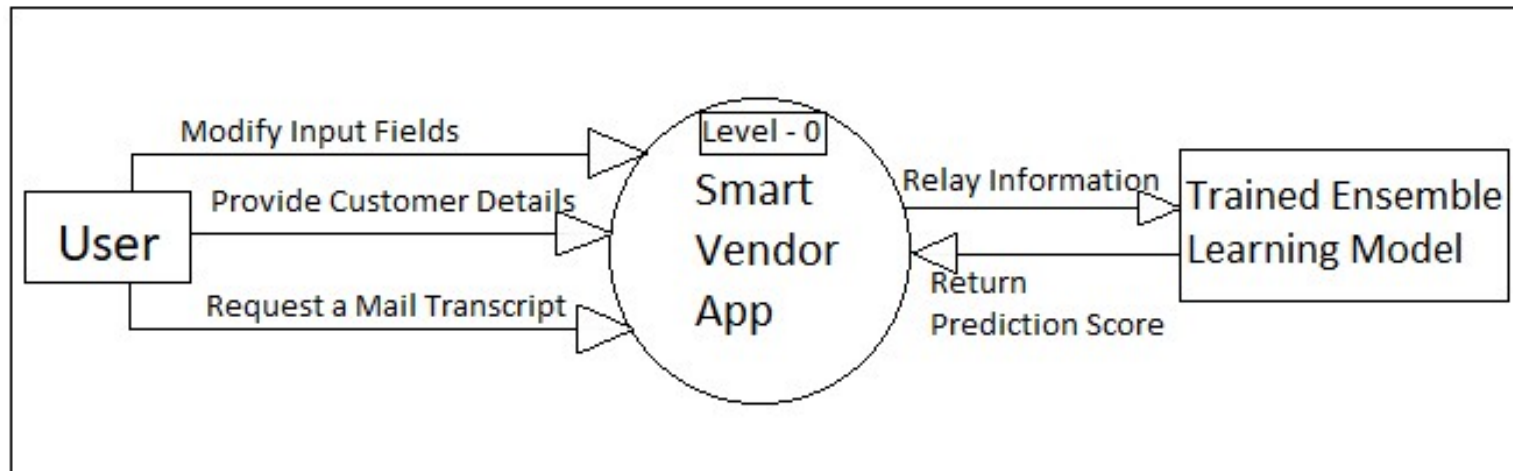 Modify Input Fields
Provide Customer Details
User
Request a Mail Transcript
Level - 0
Smart
Vendor
App
Relay Information
Return
Prediction Score
Trained Ensemble
Learning Model